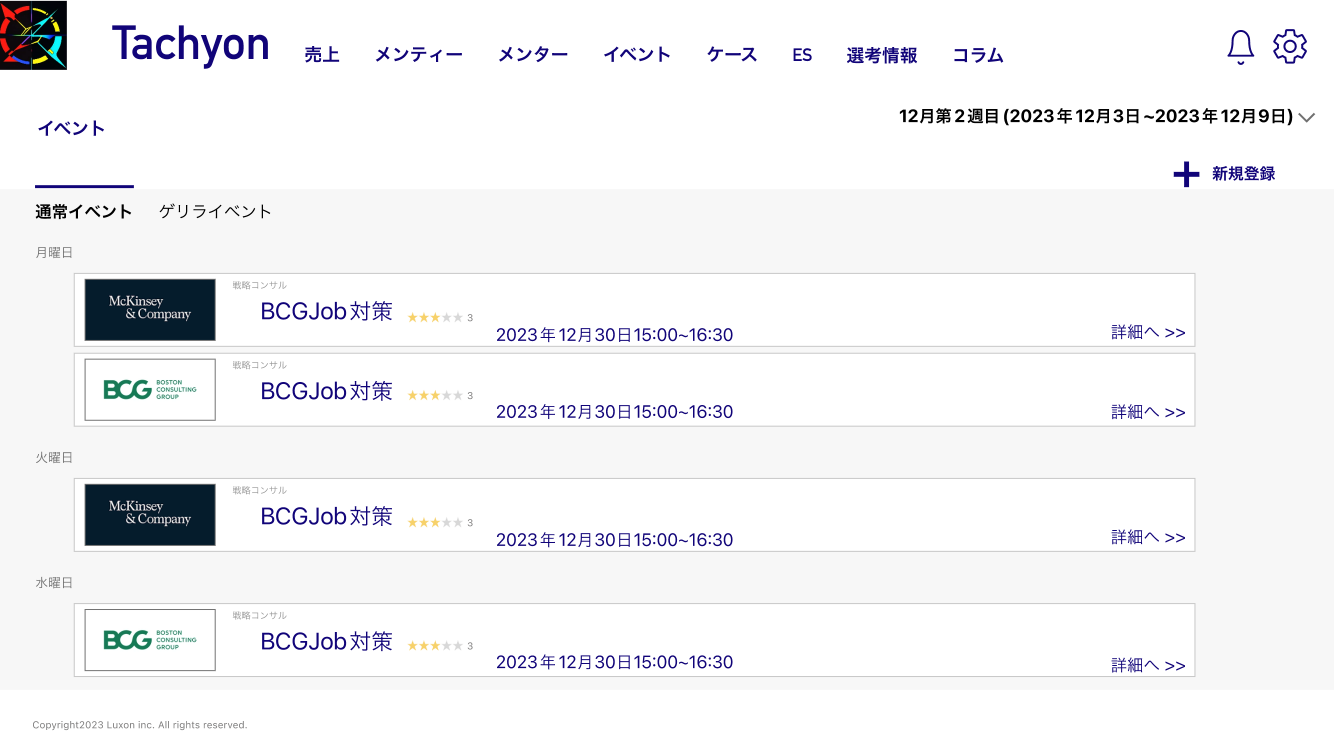 Tachyon
売上 メンティー メンター イベント ケース ES 選考情報 コラム
12月第2週目(2023年12月3日~2023年12月9日)
イベント
新規登録
通常イベント ゲリライベント
月曜日
McKinsey
& Company
戦略コンサル
BCGJob対策 3
2023年12月30日15:00~16:30
詳細へ >>
BCG BOSTON
CONSULTING
GROUP
戦略コンサル
BCGJob対策 3
2023年12月30日15:00~16:30
詳細へ >>
火曜日
McKinsey
& Company
戦略コンサル
BCGJob対策 3
2023年12月30日15:00~16:30
詳細へ >>
水曜日
BCG BOSTON
CONSULTING
GROUP
戦略コンサル
BCGJob対策 3
2023年12月30日15:00~16:30
詳細へ >>
Copyright2023 Luxon inc. All rights reserved.